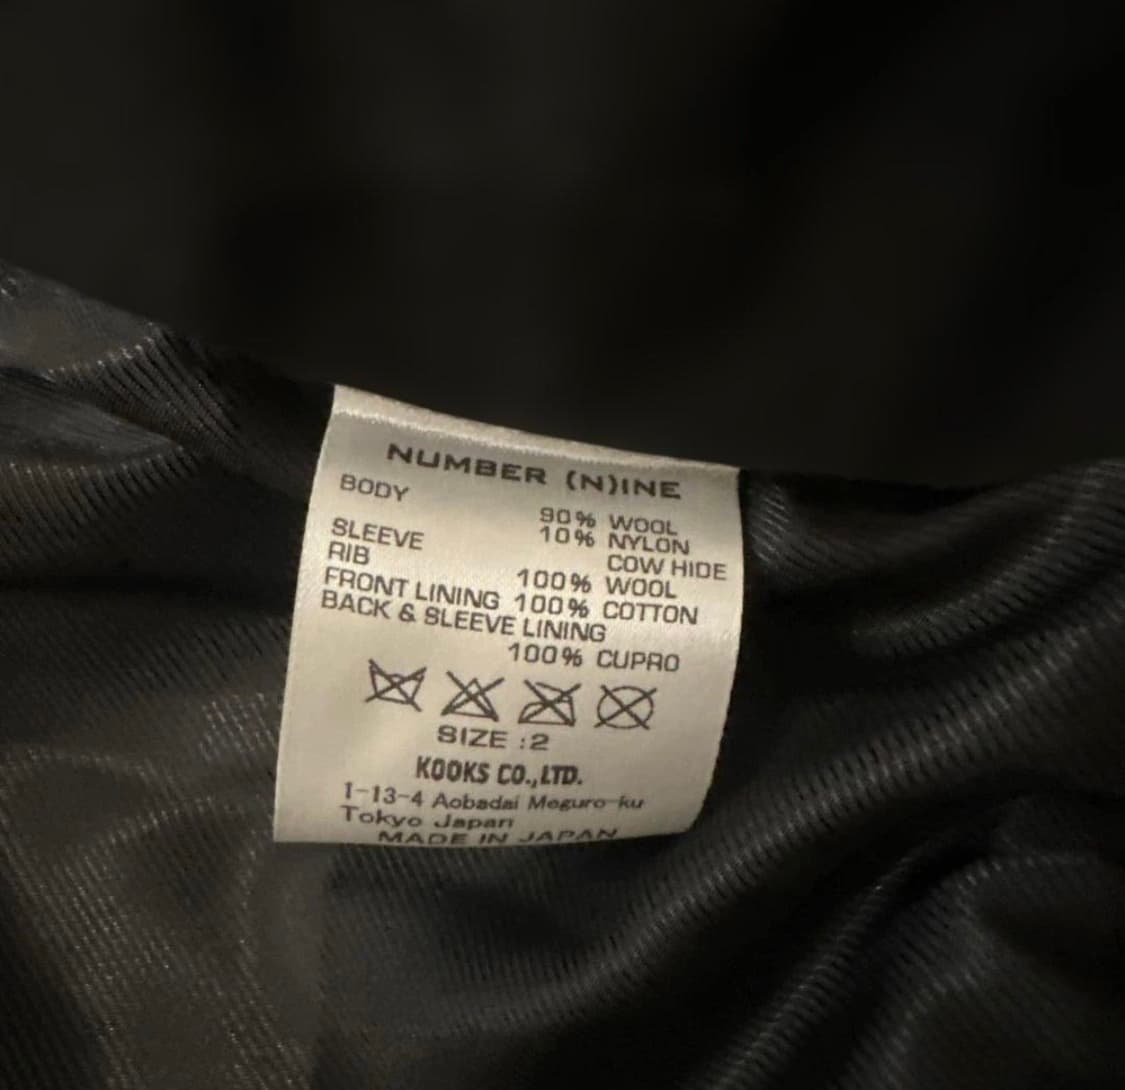 NUMBER (N)INE
BODY
90% WOOL
10% NYLON
SLEEVE COW HIDE
RIB 100% WOOL
FRONT LINING 100% COTTON
BACK & SLEEVE LINING
100% CUPRO
SIZE :2
KOOKS CO.,LTD.
1-13-4 Aobadai Meguro-ku
Tokyo Japan
MADE IN JAPAN